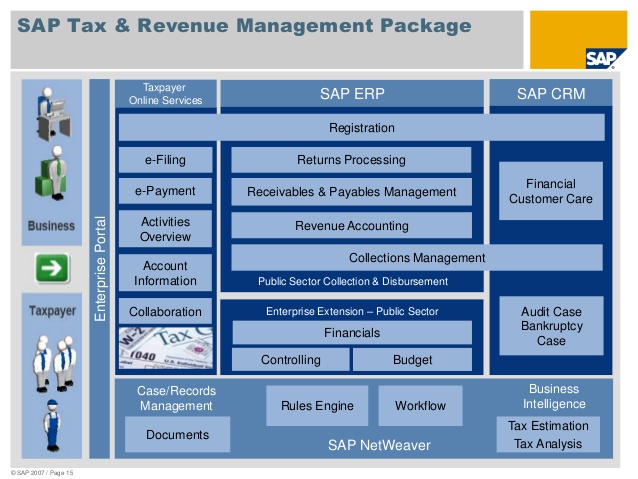 SAP Tax & Revenue Management Package
SAP
Taxpayer
Online Services
SAP ERP
SAP CRM
Registration
e-Filing
e-Payment
Activities
Overview
Account
Information
Collaboration
W-2
Tax
1040
Returns Processing
Receivables & Payables Management
Revenue Accounting
Collections Management
Public Sector Collection & Disbursement
Enterprise Extension – Public Sector
Financials
Controlling
Budget
Financial
Customer Care
Audit Case
Bankruptcy
Case
Business
Taxpayer
Enterprise Portal
Case/Records
Management
Documents
Rules Engine
Workflow
SAP NetWeaver
Business
Intelligence
Tax Estimation
Tax Analysis
© SAP 2007 / Page 15